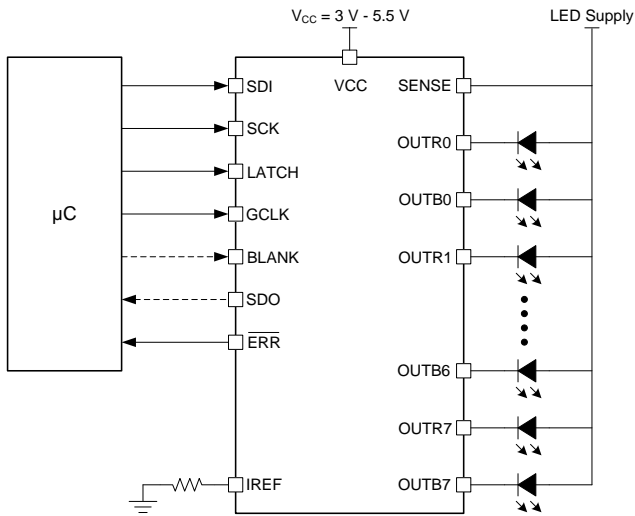 V_CC = 3 V - 5.5 V
LED Supply
µC
SDI
VCC
SENSE
SCK
OUTR0
LATCH
OUTB0
GCLK
BLANK
OUTR1
SDO
ERR
OUTB6
OUTR7
IREF
OUTB7